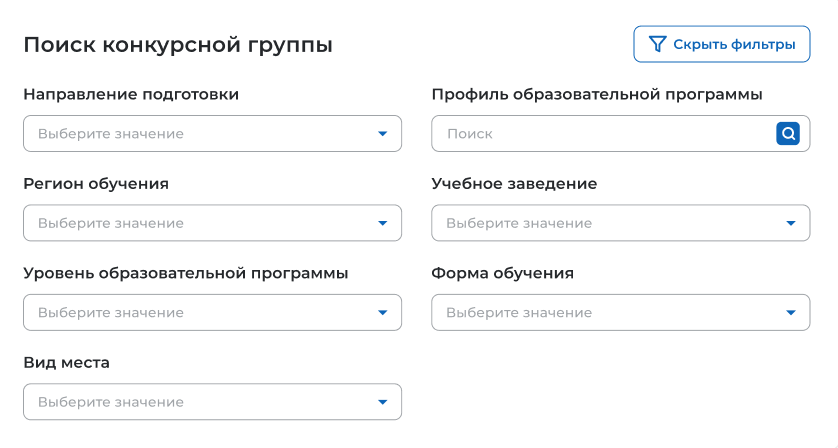 Поиск конкурсной группы
Скрыть фильтры
Направление подготовки
Профиль образовательной программы
Выберите значение
Поиск
Регион обучения
Учебное заведение
Выберите значение
Выберите значение
Уровень образовательной программы
Форма обучения
Выберите значение
Выберите значение
Вид места
Выберите значение